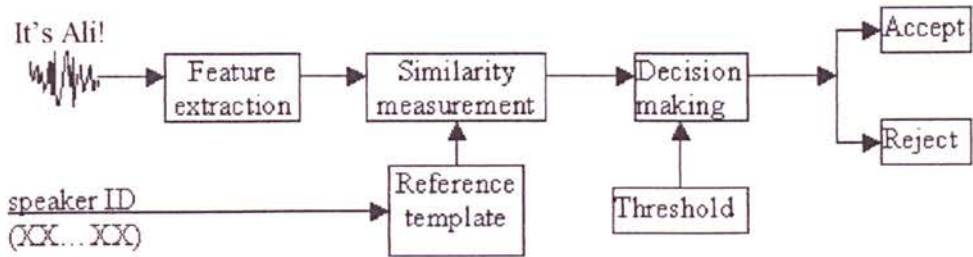 It's Ali!
Feature
extraction
Similarity
measurement
Decision
making
Accept
Reject
speaker ID
(XX...XX)
Reference
template
Threshold